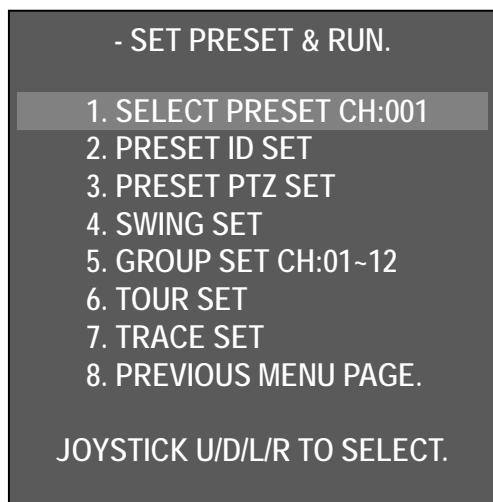 - SET PRESET & RUN.
1. SELECT PRESET CH:001
2. PRESET ID SET
3. PRESET PTZ SET
4. SWING SET
5. GROUP SET CH:01~12
6. TOUR SET
7. TRACE SET
8. PREVIOUS MENU PAGE.
JOYSTICK U/D/L/R TO SELECT.